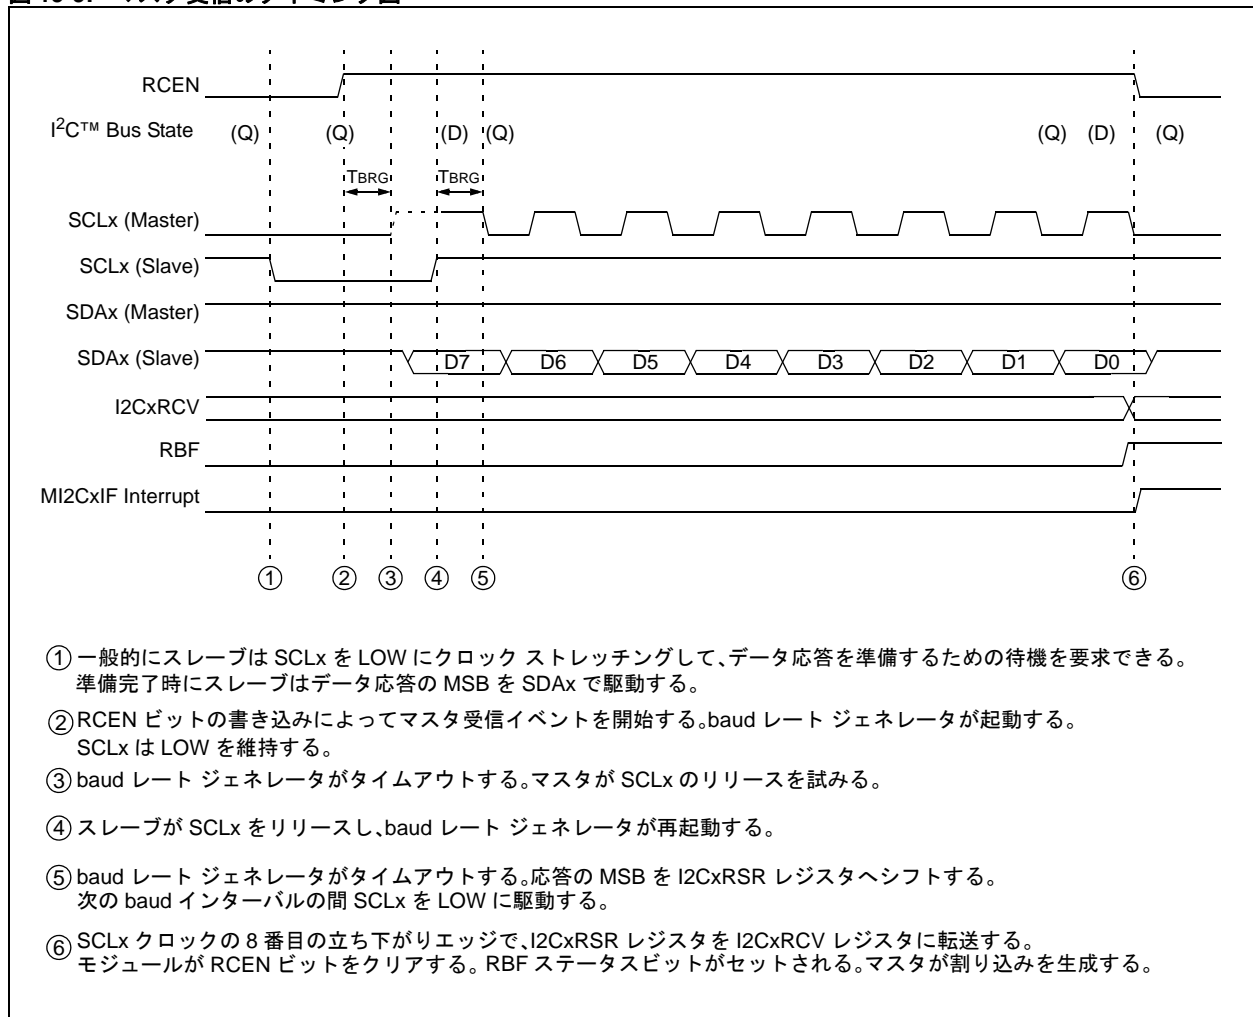 RCEN
I²C™ Bus State (Q) (Q) (D) (Q) (Q) (D) (Q)
TBRG TBRG
SCLx (Master)
SCLx (Slave)
SDAx (Master)
SDAx (Slave) D7 D6 D5 D4 D3 D2 D1 D0
I2CxRCV
RBF
MI2CxIF Interrupt
① ② ③ ④ ⑤ ⑥
① 一般的にスレーブは SCLx を LOW にクロック ストレッチングして、データ応答を準備するための待機を要求できる。
準備完了時にスレーブはデータ応答の MSB を SDAx で駆動する。
② RCEN ビットの書き込みによってマスタ受信イベントを開始する。baud レート ジェネレータが起動する。
SCLx は LOW を維持する。
③ baud レート ジェネレータがタイムアウトする。マスタが SCLx のリリースを試みる。
④ スレーブが SCLx をリリースし、baud レート ジェネレータが再起動する。
⑤ baud レート ジェネレータがタイムアウトする。応答の MSB を I2CxRSR レジスタへシフトする。
次の baud インターバルの間 SCLx を LOW に駆動する。
⑥ SCLx クロックの 8 番目の立ち下がりエッジで、I2CxRSR レジスタを I2CxRCV レジスタに転送する。
モジュールが RCEN ビットをクリアする。RBF ステータスビットがセットされる。マスタが割り込みを生成する。